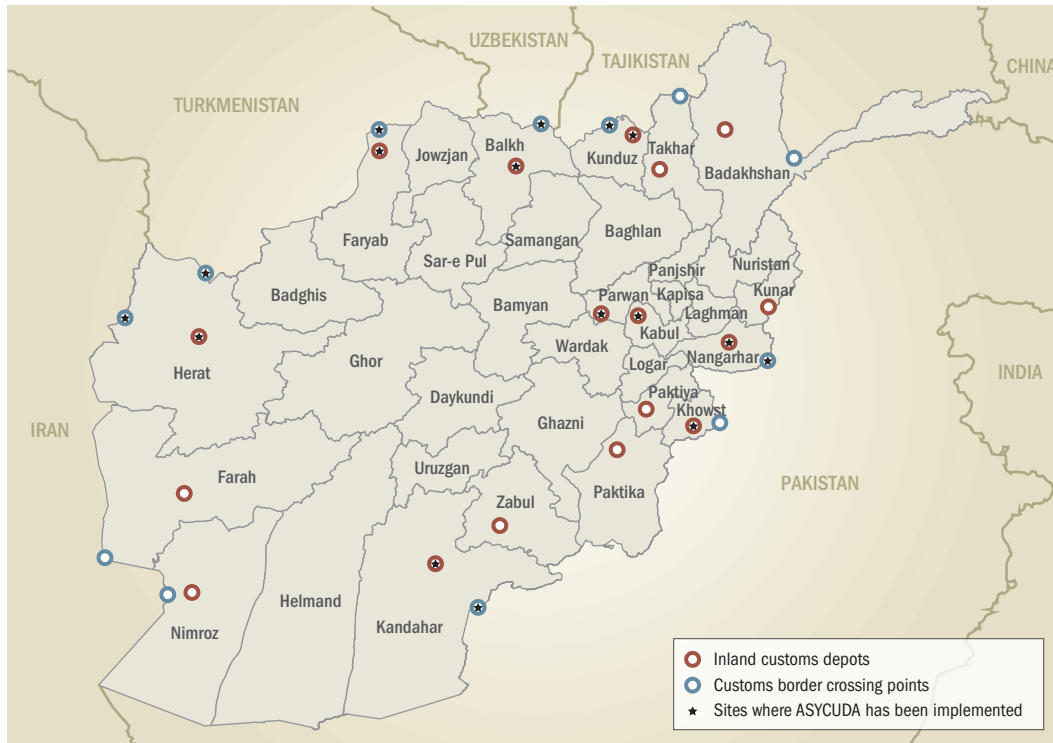 UZBEKISTAN
TAJIKISTAN
CHINA
TURKMENISTAN
Jowzjan
Balkh
Kunduz
Takhar
Badakhshan
Faryab
Sar-e Pul
Samangan
Baghlan
Badghis
Panjshir
Nuristan
Bamyan
Parwan
Kapisa
Kunar
Laghman
Kabul
Herat
Ghor
Wardak
Nangarhar
Logar
INDIA
Daykundi
Paktiya
Khowst
Ghazni
IRAN
Uruzgan
Farah
Paktika
PAKISTAN
Zabul
Helmand
Kandahar
Nimroz
Inland customs depots
Customs border crossing points
Sites where ASYCUDA has been implemented